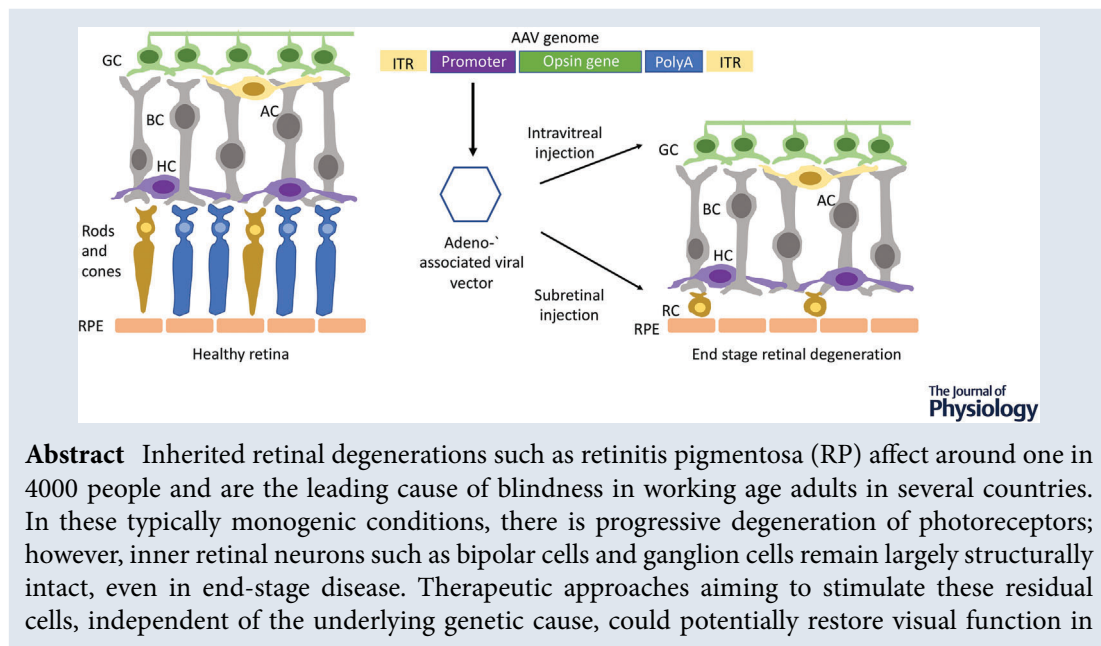 AAV genome
ITR Promoter Opsin gene PolyA ITR
GC
BC
AC
HC
Rods
and
cones
RPE
Healthy retina
Adeno-`
associated viral
vector
Intravitreal
injection
Subretinal
injection
GC
BC
AC
HC
RC
RPE
End stage retinal degeneration
The Journal of
Physiology
Abstract Inherited retinal degenerations such as retinitis pigmentosa (RP) affect around one in
4000 people and are the leading cause of blindness in working age adults in several countries.
In these typically monogenic conditions, there is progressive degeneration of photoreceptors;
however, inner retinal neurons such as bipolar cells and ganglion cells remain largely structurally
intact, even in end-stage disease. Therapeutic approaches aiming to stimulate these residual
cells, independent of the underlying genetic cause, could potentially restore visual function in